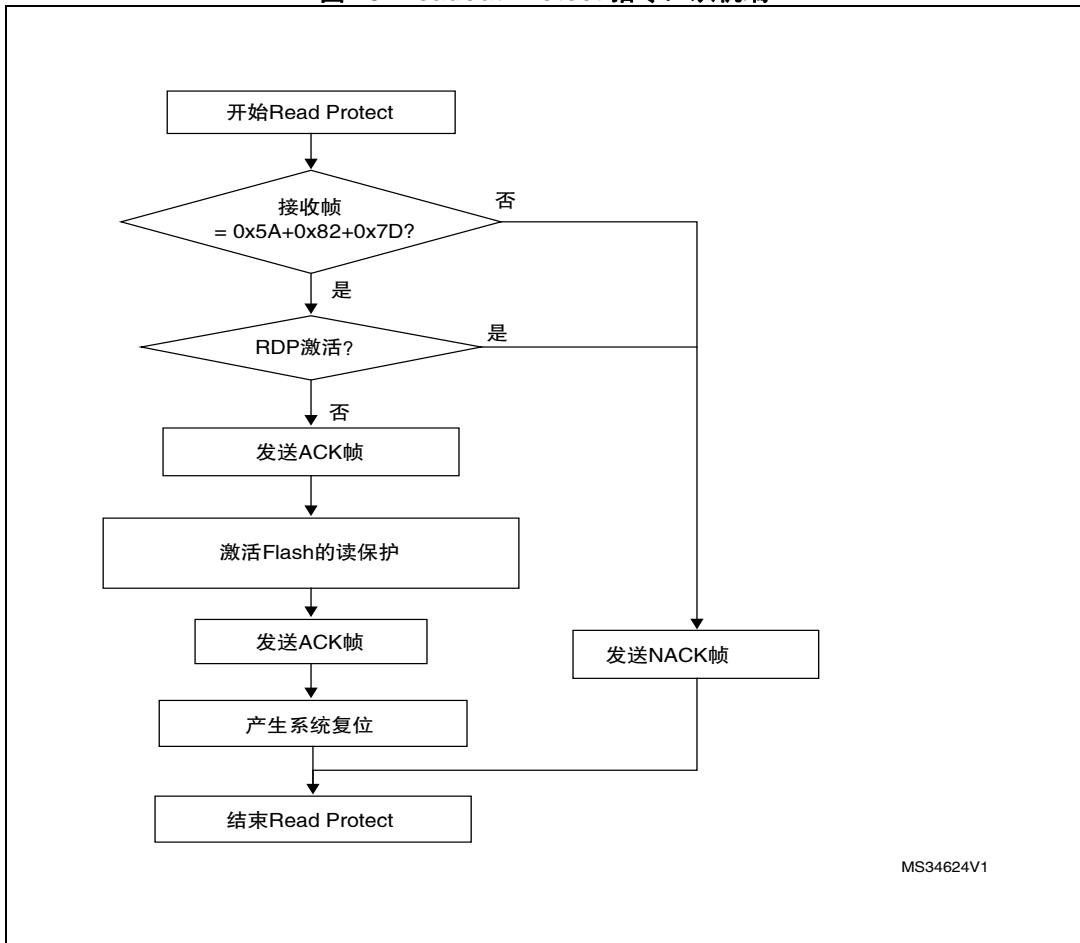 开始Read Protect
接收帧
= 0x5A+0x82+0x7D?
否
是
RDP激活?
是
否
发送ACK帧
激活Flash的读保护
发送ACK帧
发送NACK帧
产生系统复位
结束Read Protect
MS34624V1